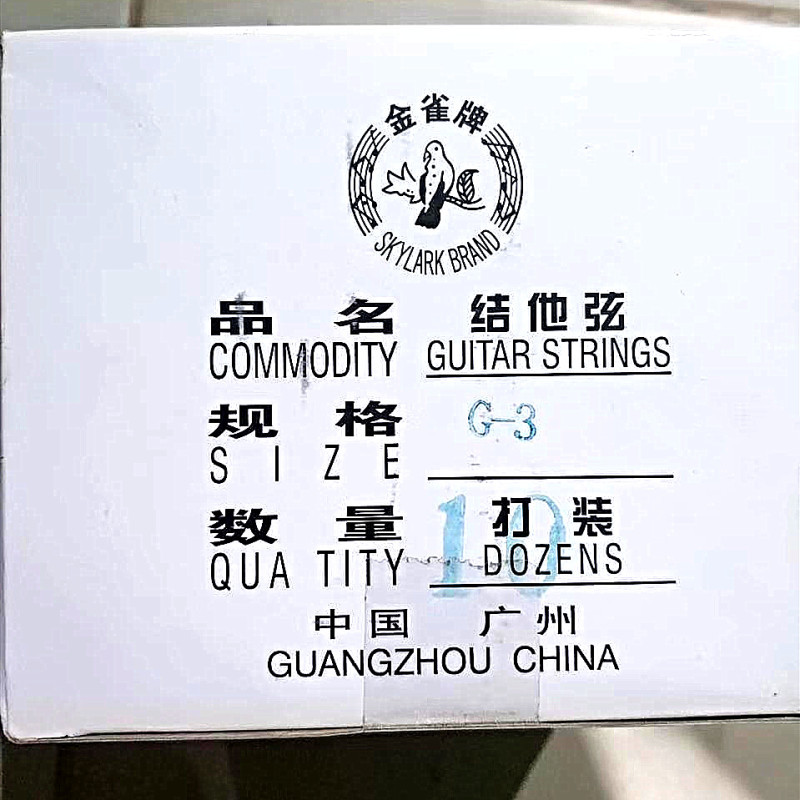 金雀牌
SKYLARK BRAND
品 名 结他弦
COMMODITY GUITAR STRINGS
规 格 G-3
SIZE
数 量 10 打 装
QUA TITY DOZENS
中国 广州
GUANGZHOU CHINA